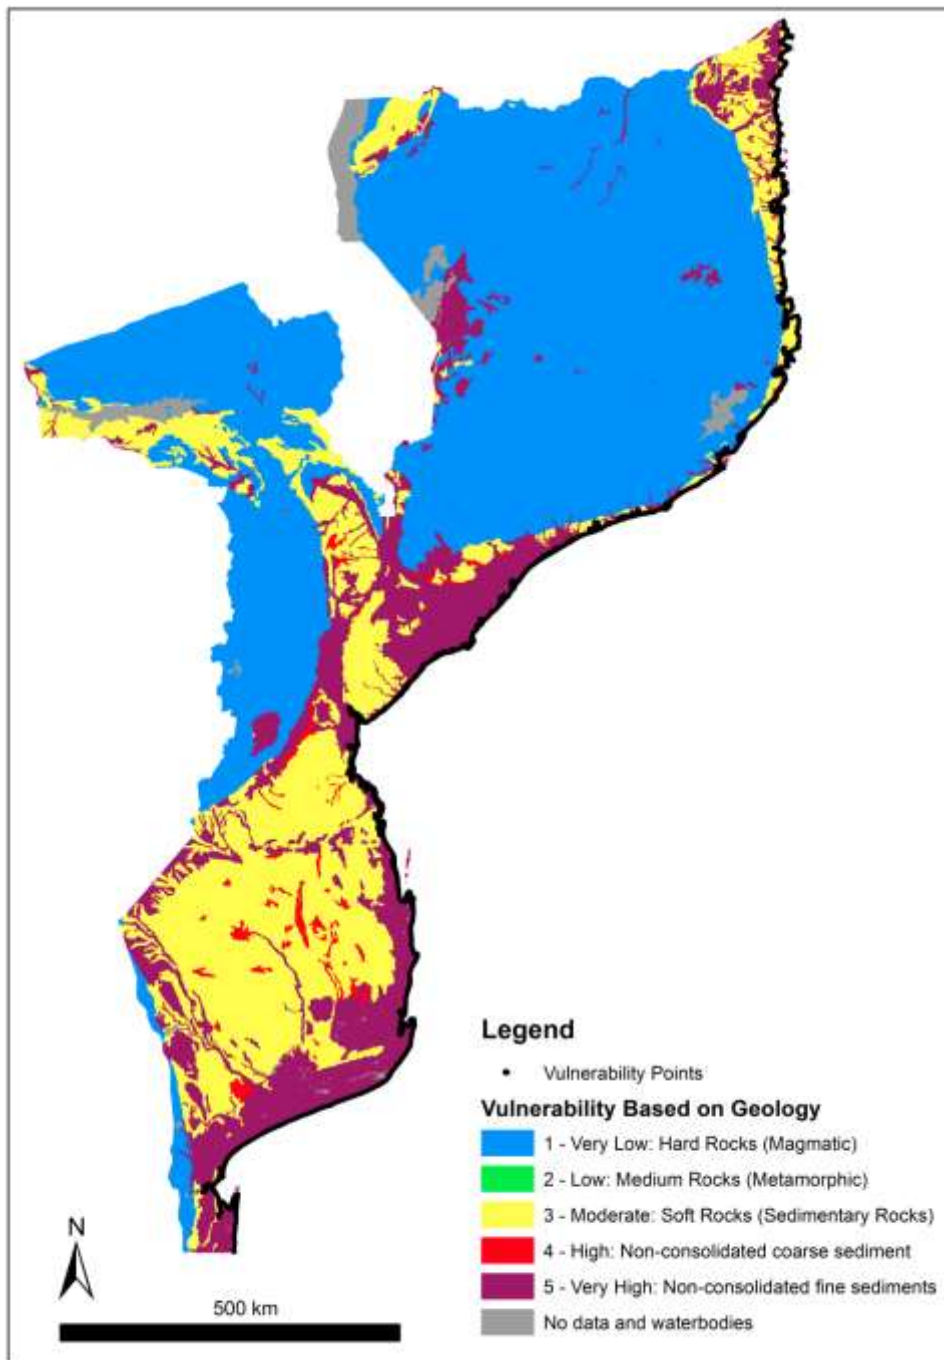 Legend
Vulnerability Points
Vulnerability Based on Geology
1 - Very Low: Hard Rocks (Magmatic)
2 - Low: Medium Rocks (Metamorphic)
3 - Moderate: Soft Rocks (Sedimentary Rocks)
4 - High: Non-consolidated coarse sediment
5 - Very High: Non-consolidated fine sediments
No data and waterbodies
N
500 km